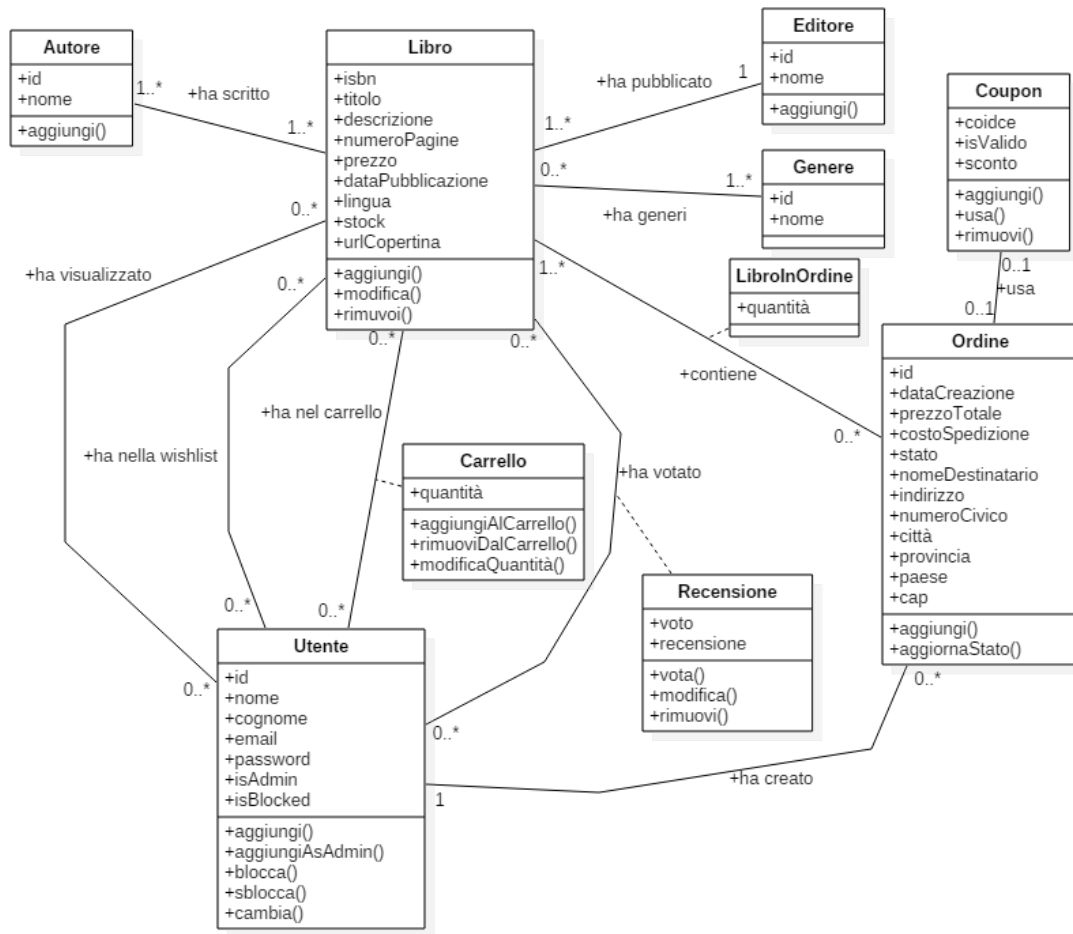 Autore
+id
+nome
+aggiungi()
1..*
+ha scritto
1..*
Libro
+isbn
+titolo
+descrizione
+numeroPagine
+prezzo
+dataPubblicazione
+lingua
+stock
+urlCopertina
+aggiungi()
+modifica()
+rimuvoi()
+ha pubblicato
1
1..*
Editore
+id
+nome
+aggiungi()
0..*
1..*
+ha generi
Genere
+id
+nome
Coupon
+coidce
+isValido
+sconto
+aggiungi()
+usa()
+rimuovi()
0..1
+usa
0..1
LibroInOrdine
+quantità
1..*
+contiene
0..*
Ordine
+id
+dataCreazione
+prezzoTotale
+costoSpedizione
+stato
+nomeDestinatario
+indirizzo
+numeroCivico
+città
+provincia
+paese
+cap
+aggiungi()
+aggiornaStato()
0..*
+ha visualizzato
0..*
0..*
+ha nella wishlist
0..*
0..*
+ha nel carrello
0..*
Carrello
+quantità
+aggiungiAlCarrello()
+rimuoviDalCarrello()
+modificaQuantità()
0..*
+ha votato
0..*
Recensione
+voto
+recensione
+vota()
+modifica()
+rimuovi()
Utente
+id
+nome
+cognome
+email
+password
+isAdmin
+isBlocked
+aggiungi()
+aggiungiAsAdmin()
+blocca()
+sblocca()
+cambia()
1
+ha creato
0..*